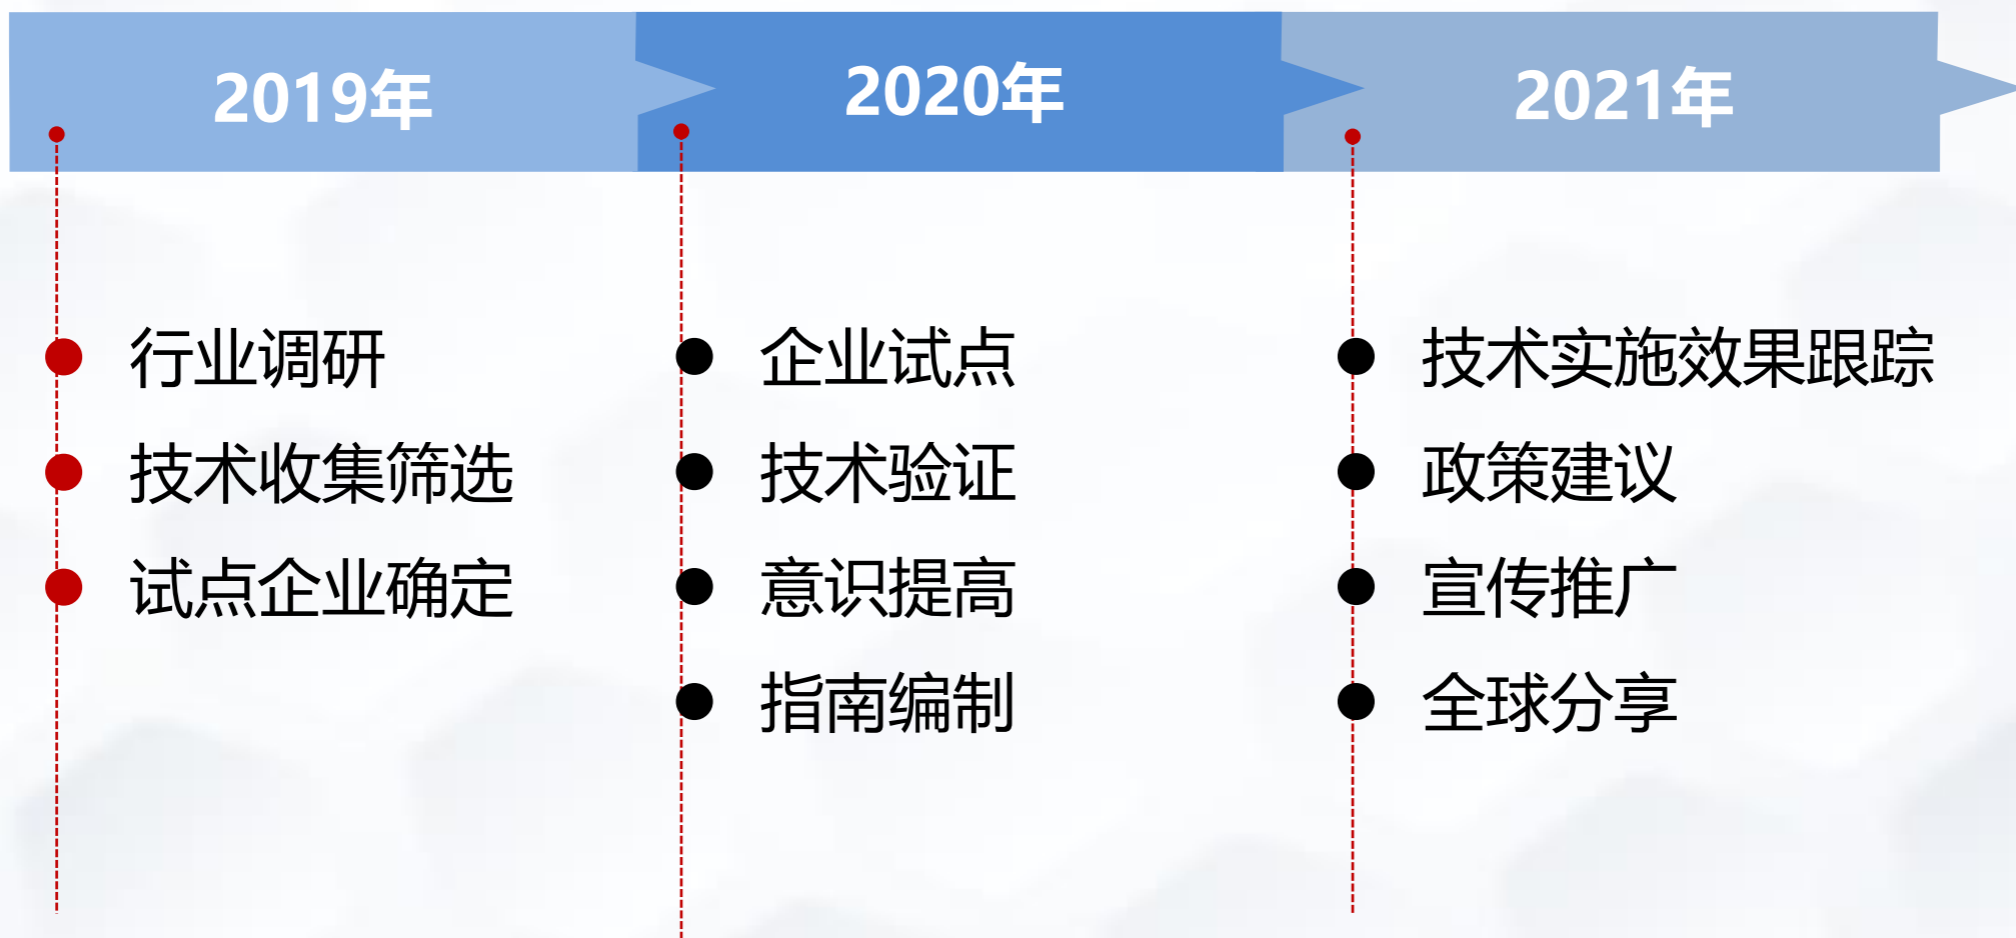 2019年
2020年
2021年
行业调研
技术收集筛选
试点企业确定
企业试点
技术验证
意识提高
指南编制
技术实施效果跟踪
政策建议
宣传推广
全球分享